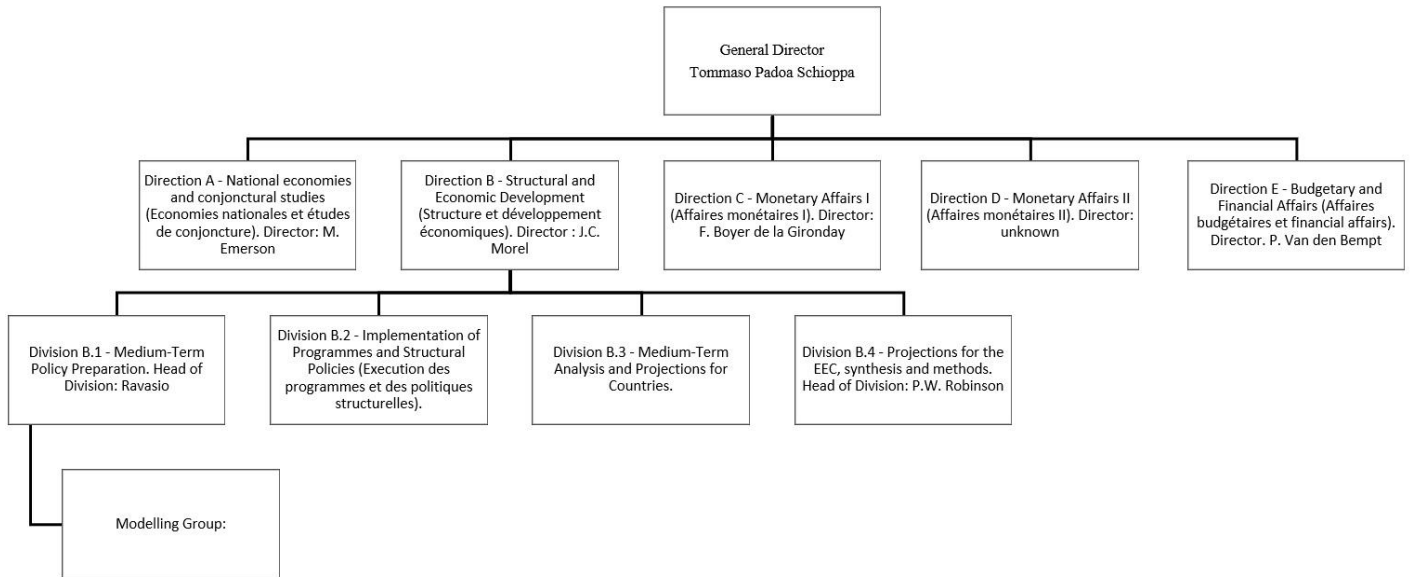 General Director
Tommaso Padoa Schioppa
Direction A - National economies
and conjonctural studies
(Economies nationales et études
de conjoncture). Director: M.
Emerson
Direction B - Structural and
Economic Development
(Structure et développement
économiques). Director : J.C.
Morel
Direction C - Monetary Affairs I
(Affaires monétaires I). Director:
F. Boyer de la Gironday
Direction D - Monetary Affairs II
(Affaires monétaires II). Director:
unknown
Direction E - Budgetary and
Financial Affairs (Affaires
budgétaires et financial affairs).
Director. P. Van den Bempt
Division B.1 - Medium-Term
Policy Preparation. Head of
Division: Ravasio
Division B.2 - Implementation of
Programmes and Structural
Policies (Execution des
programmes et des politiques
structurelles).
Division B.3 - Medium-Term
Analysis and Projections for
Countries.
Division B.4 - Projections for the
EEC, synthesis and methods.
Head of Division: P.W. Robinson
Modelling Group: